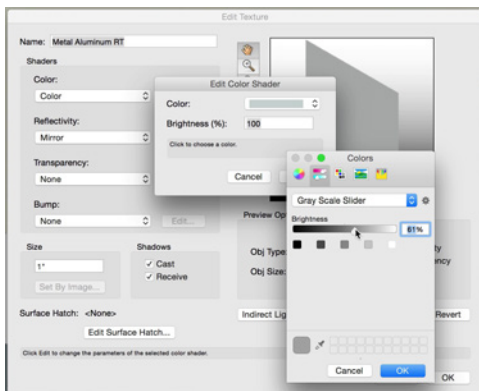 Edit Texture
Name: Metal Aluminum RT
Shaders
Color:
Color
Reflectivity:
Mirror
Transparency:
None
Bump:
None
Edit...
Size
1"
Set By Image...
Shadows
✓ Cast
✓ Receive
Surface Hatch: <None>
Edit Surface Hatch...
Click Edit to change the parameters of the selected color shader.
Edit Color Shader
Color:
Brightness (%): 100
Click to choose a color.
Cancel
Preview
Obj Type
Obj Size:
Indirect
Revert
OK
Colors
Gray Scale Slider
Brightness
61%
Cancel
OK